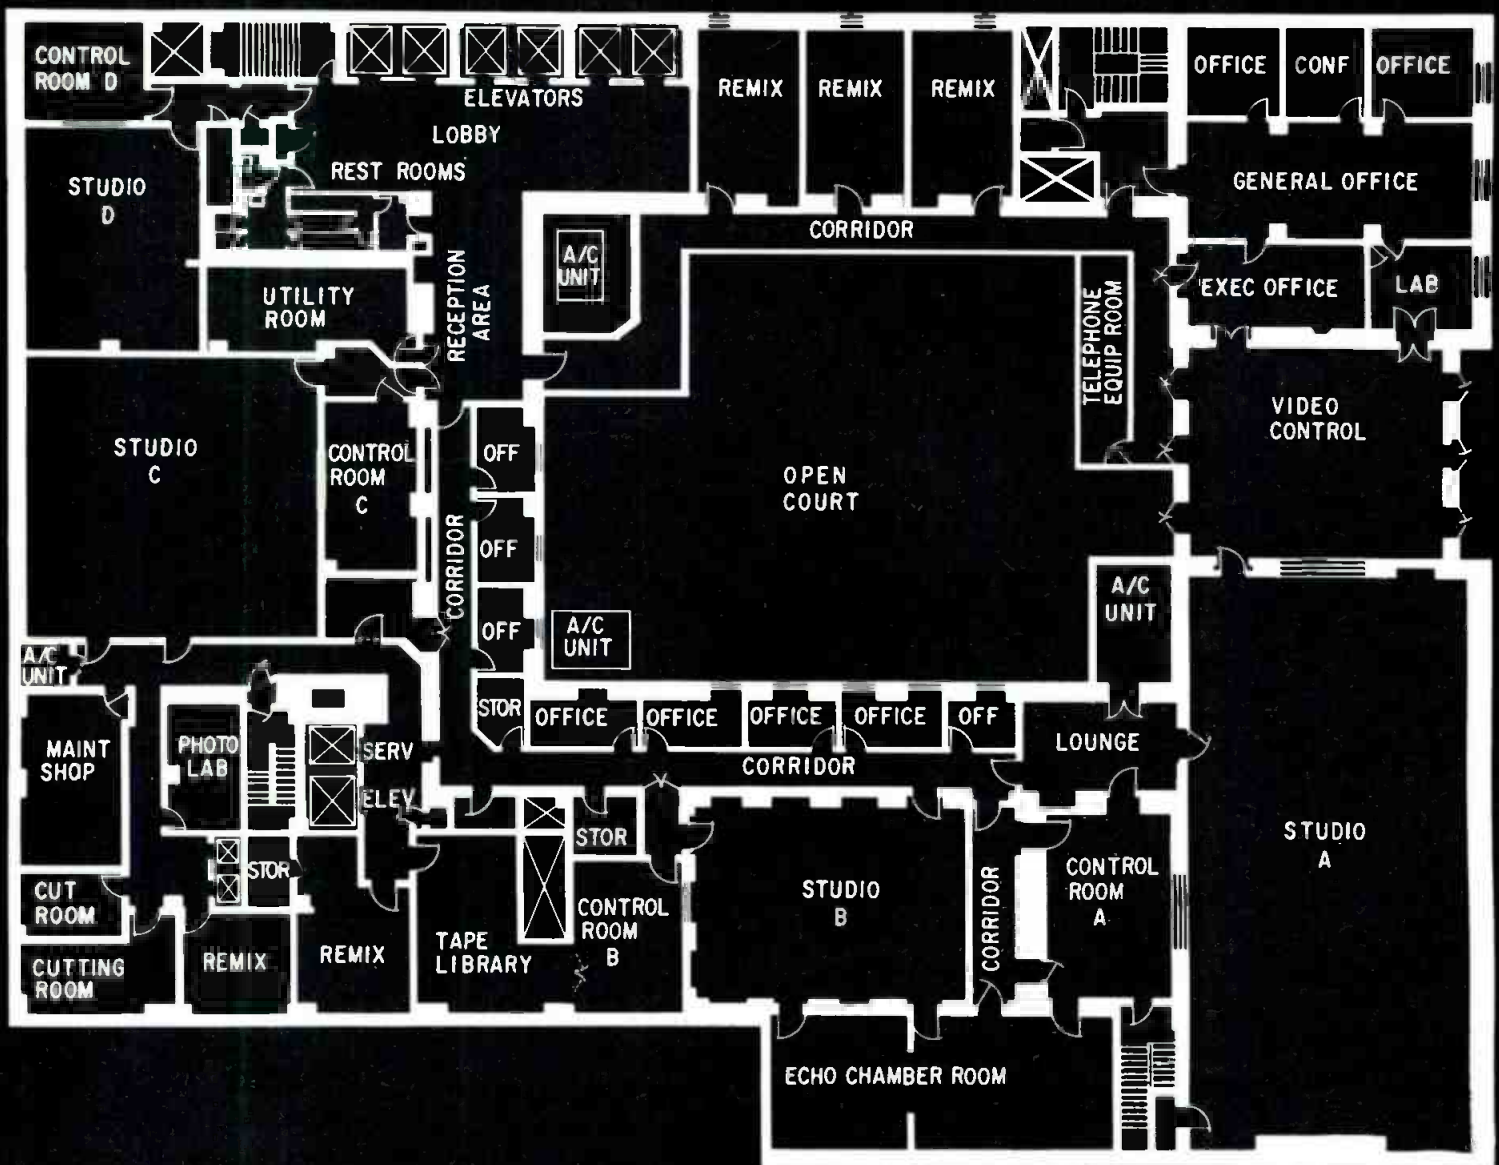 CONTROL
ROOM D
ELEVATORS
LOBBY
REST ROOMS
REMIX
REMIX
REMIX
OFFICE
CONF
OFFICE
STUDIO
D
GENERAL OFFICE
CORRIDOR
A/C
UNIT
UTILITY
ROOM
RECEPTION
AREA
TELEPHONE
EQUIP ROOM
EXEC OFFICE
LAB
STUDIO
C
CONTROL
ROOM
C
OFF
OPEN
COURT
VIDEO
CONTROL
CORRIDOR
OFF
OFF
A/C
UNIT
A/C
UNIT
A/C
UNIT
STOR
OFFICE
OFFICE
OFFICE
OFFICE
OFF
MAINT
SHOP
PHOTO
LAB
SERV
ELEV
CORRIDOR
LOUNGE
STOR
STOR
STUDIO
A
CUT
ROOM
CONTROL
ROOM
B
STUDIO
B
CORRIDOR
CONTROL
ROOM
A
CUTTING
ROOM
REMIX
REMIX
TAPE
LIBRARY
ECHO CHAMBER ROOM